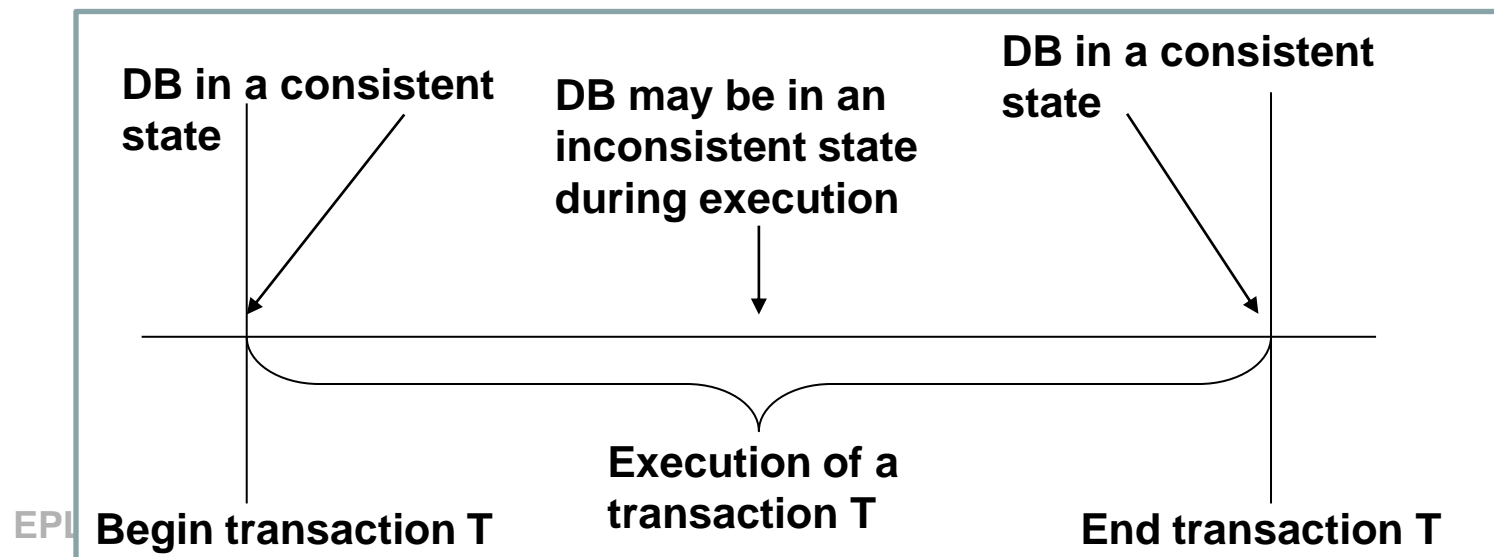 DB in a consistent
state
DB may be in an
inconsistent state
during execution
DB in a consistent
state
Execution of a
transaction T
Begin transaction T
End transaction T